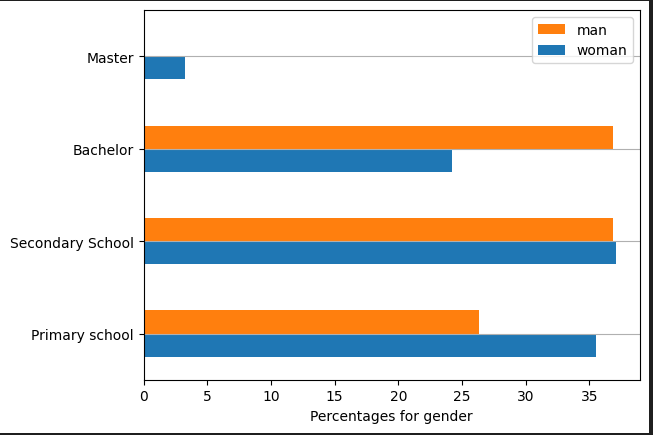 man
woman
Master
Bachelor
Secondary School
Primary school
0 5 10 15 20 25 30 35
Percentages for gender